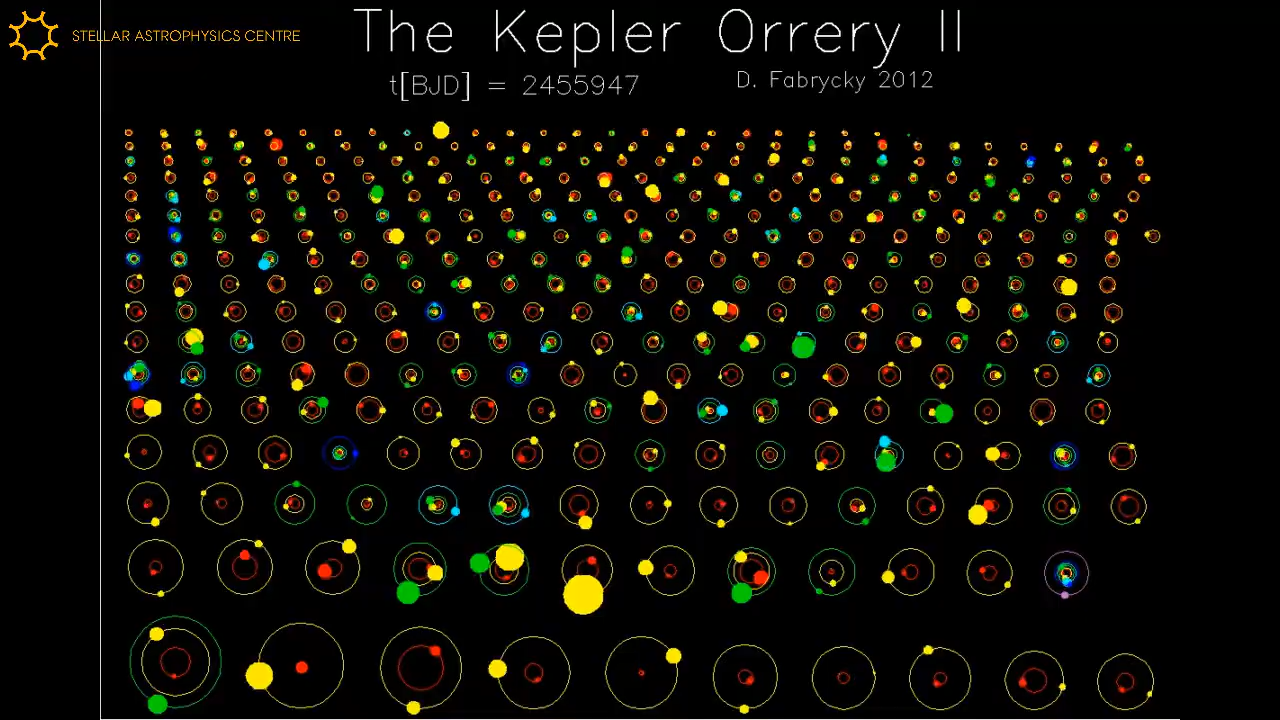 STELLAR ASTROPHYSICS CENTRE
The Kepler Orrery II
t[BJD] = 2455947
D. Fabrycky 2012